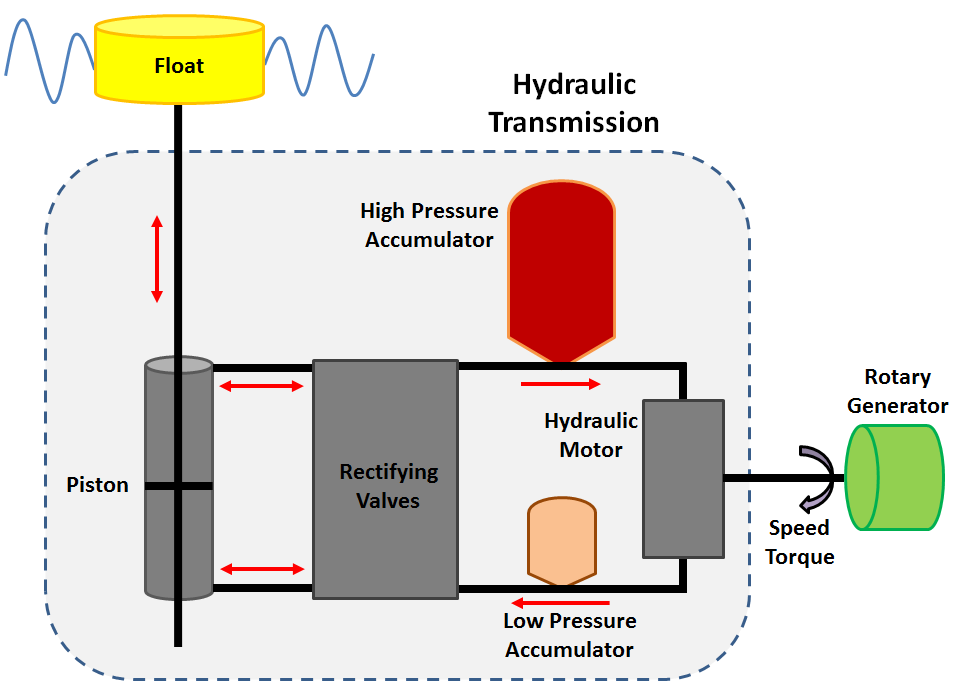 Float
Hydraulic
Transmission
High Pressure
Accumulator
Rotary
Generator
Hydraulic
Motor
Rectifying
Valves
Piston
Speed
Torque
Low Pressure
Accumulator